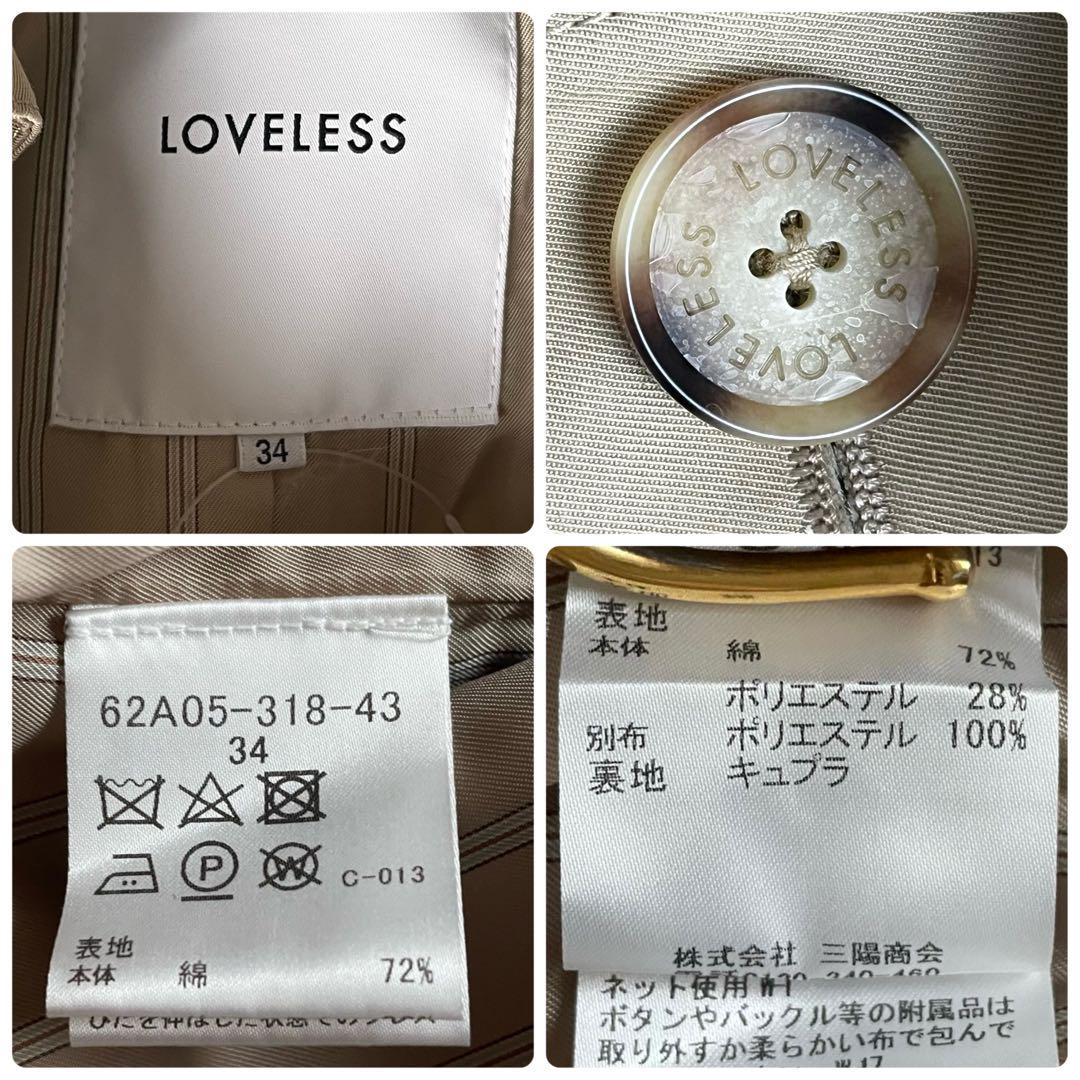 LOVELESS
34
LOVELESS LOVELESS
62A05-318-43
34
P
W
C-013
表地
本体 綿 72%
13
表地
本体 綿 72%
ポリエステル 28%
別布 ポリエステル 100%
裏地 キュプラ
株式会社 三陽商会
ネット使用
ボタンやバックル等の附属品は
取り外すか柔らかい布で包んで